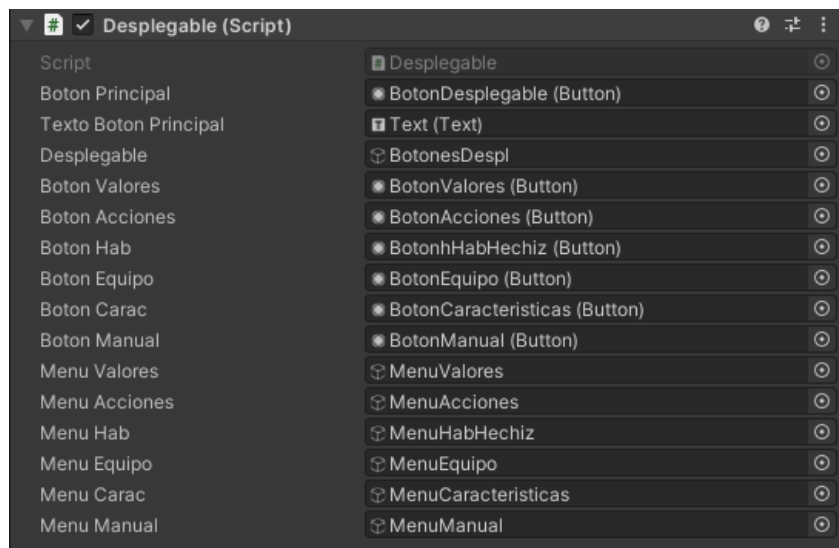 # Desplegable (Script)
Script # Desplegable
Boton Principal BotonDesplegable (Button)
Texto Boton Principal T Text (Text)
Desplegable BotonesDespl
Boton Valores BotonValores (Button)
Boton Acciones BotonAcciones (Button)
Boton Hab BotonhHabHechiz (Button)
Boton Equipo BotonEquipo (Button)
Boton Carac BotonCaracteristicas (Button)
Boton Manual BotonManual (Button)
Menu Valores MenuValores
Menu Acciones MenuAcciones
Menu Hab MenuHabHechiz
Menu Equipo MenuEquipo
Menu Carac MenuCaracteristicas
Menu Manual MenuManual